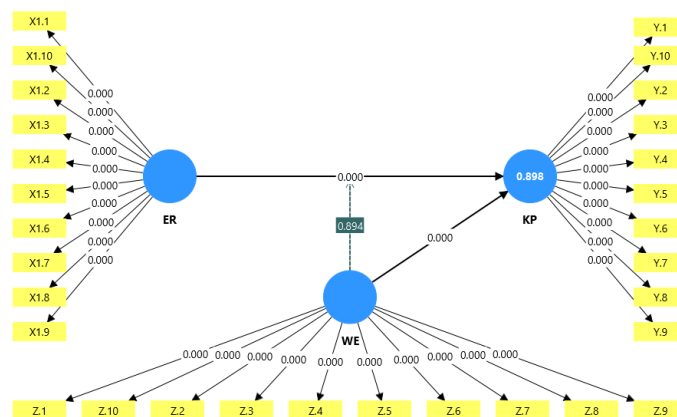 X1.1
X1.10
X1.2
X1.3
X1.4
X1.5
X1.6
X1.7
X1.8
X1.9
0.000
0.000
0.000
0.000
0.000
0.000
0.000
0.000
0.000
0.000
ER
0.000
0.894
WE
0.000
0.898
KP
0.000
0.000
0.000
0.000
0.000
0.000
0.000
0.000
0.000
0.000
Y.1
Y.10
Y.2
Y.3
Y.4
Y.5
Y.6
Y.7
Y.8
Y.9
0.000
0.000
0.000
0.000
0.000
0.000
0.000
0.000
0.000
0.000
Z.1
Z.10
Z.2
Z.3
Z.4
Z.5
Z.6
Z.7
Z.8
Z.9